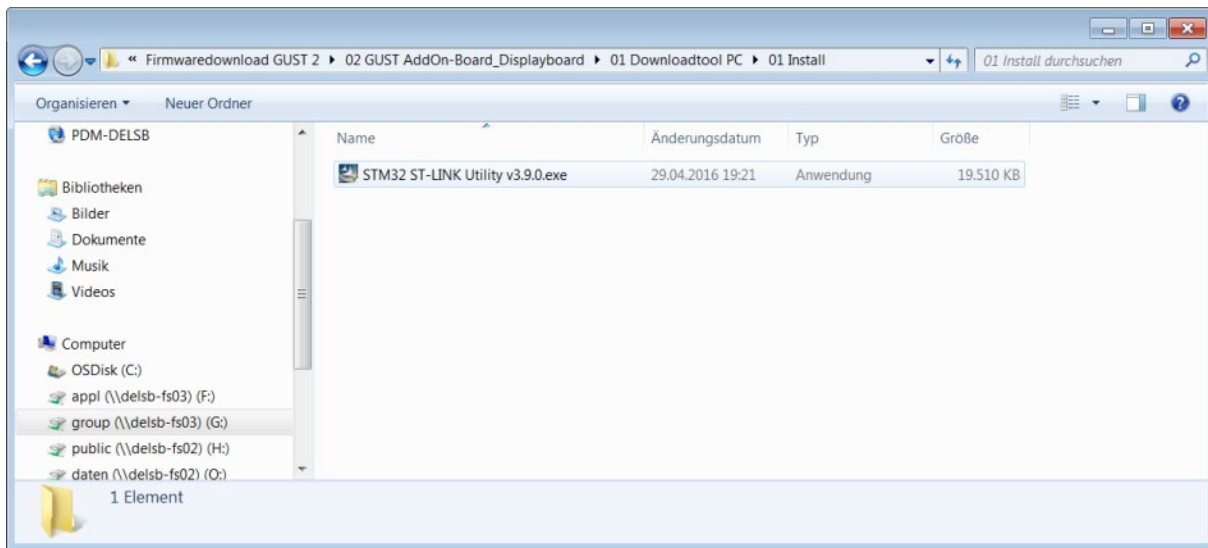 « Firmwaredownload GUST 2 ▸ 02 GUST AddOn-Board_Displayboard ▸ 01 Downloadtool PC ▸ 01 Install
01 Install durchsuchen
Organisieren Neuer Ordner
PDM-DELSB
Bibliotheken
Bilder
Dokumente
Musik
Videos
Computer
OSDisk (C:)
appl (\\delsb-fs03) (F:)
group (\\delsb-fs03) (G:)
public (\\delsb-fs02) (H:)
daten (\\delsb-fs02) (O:)
Name Änderungsdatum Typ Größe
STM32 ST-LINK Utility v3.9.0.exe 29.04.2016 19:21 Anwendung 19.510 KB
1 Element